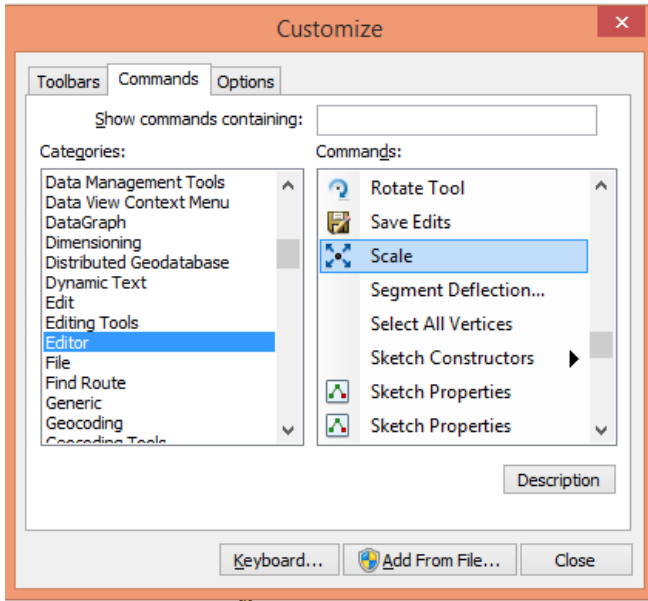 Customize
Toolbars Commands Options
Show commands containing:
Categories:
Data Management Tools
Data View Context Menu
DataGraph
Dimensioning
Distributed Geodatabase
Dynamic Text
Edit
Editing Tools
Editor
File
Find Route
Generic
Geocoding
Geocoding Tools
Commands:
Rotate Tool
Save Edits
Scale
Segment Deflection...
Select All Vertices
Sketch Constructors
Sketch Properties
Sketch Properties
Description
Keyboard... Add From File... Close